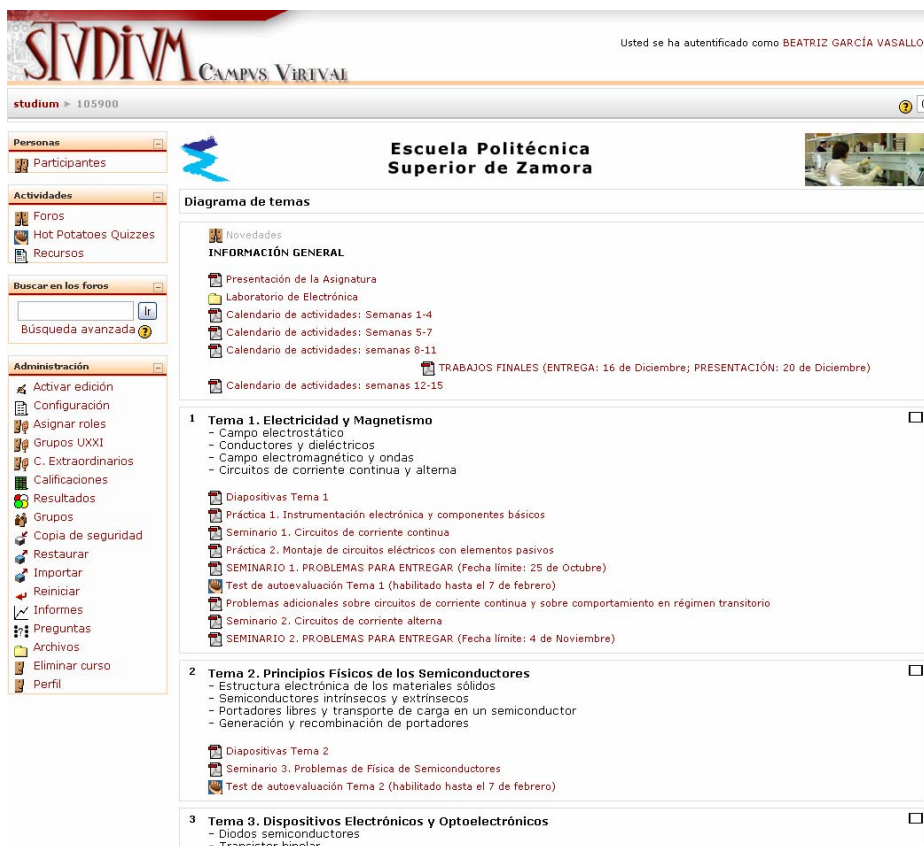 STVDIVM CAMPVS VIRTVAL
Usted se ha autentificado como BEATRIZ GARCÍA VASALLO
studium ► 105900
Personas
Participantes
Actividades
Foros
Hot Potatoes Quizzes
Recursos
Buscar en los foros
Ir
Búsqueda avanzada
Administración
Activar edición
Configuración
Asignar roles
Grupos UXXI
C. Extraordinarios
Calificaciones
Resultados
Grupos
Copia de seguridad
Restaurar
Importar
Reiniciar
Informes
Preguntas
Archivos
Eliminar curso
Perfil
Escuela Politécnica
Superior de Zamora
Diagrama de temas
Novedades
INFORMACIÓN GENERAL
Presentación de la Asignatura
Laboratorio de Electrónica
Calendario de actividades: Semanas 1-4
Calendario de actividades: Semanas 5-7
Calendario de actividades: semanas 8-11
TRABAJOS FINALES (ENTREGA: 16 de Diciembre; PRESENTACIÓN: 20 de Diciembre)
Calendario de actividades: semanas 12-15
1 Tema 1. Electricidad y Magnetismo
- Campo electrostático
- Conductores y dieléctricos
- Campo electromagnético y ondas
- Circuitos de corriente continua y alterna
Diapositivas Tema 1
Práctica 1. Instrumentación electrónica y componentes básicos
Seminario 1. Circuitos de corriente continua
Práctica 2. Montaje de circuitos eléctricos con elementos pasivos
SEMINARIO 1. PROBLEMAS PARA ENTREGAR (Fecha límite: 25 de Octubre)
Test de autoevaluación Tema 1 (habilitado hasta el 7 de febrero)
Problemas adicionales sobre circuitos de corriente continua y sobre comportamiento en régimen transitorio
Seminario 2. Circuitos de corriente alterna
SEMINARIO 2. PROBLEMAS PARA ENTREGAR (Fecha límite: 4 de Noviembre)
2 Tema 2. Principios Físicos de los Semiconductores
- Estructura electrónica de los materiales sólidos
- Semiconductores intrínsecos y extrínsecos
- Portadores libres y transporte de carga en un semiconductor
- Generación y recombinación de portadores
Diapositivas Tema 2
Seminario 3. Problemas de Física de Semiconductores
Test de autoevaluación Tema 2 (habilitado hasta el 7 de febrero)
3 Tema 3. Dispositivos Electrónicos y Optoelectrónicos
- Diodos semiconductores
- Transistor bipolar